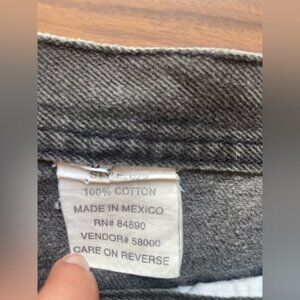 100% COTTON
MADE IN MEXICO
RN# 84890
VENDOR# 58000
CARE ON REVERSE